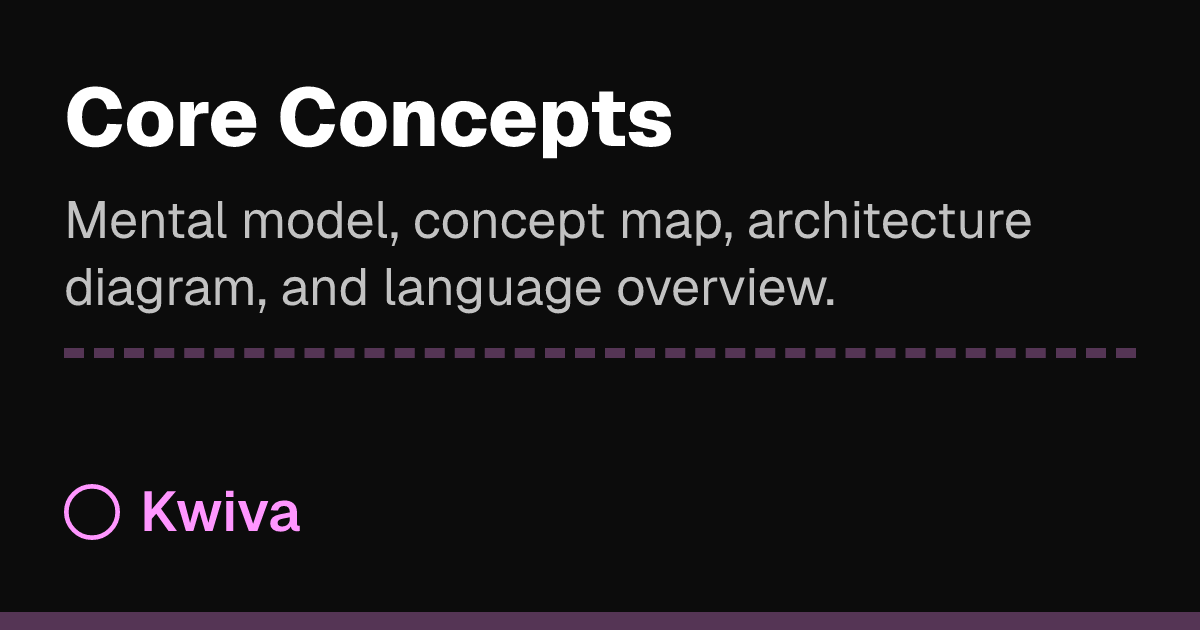 Core Concepts
Mental model, concept map, architecture
diagram, and language overview.
Kwiva